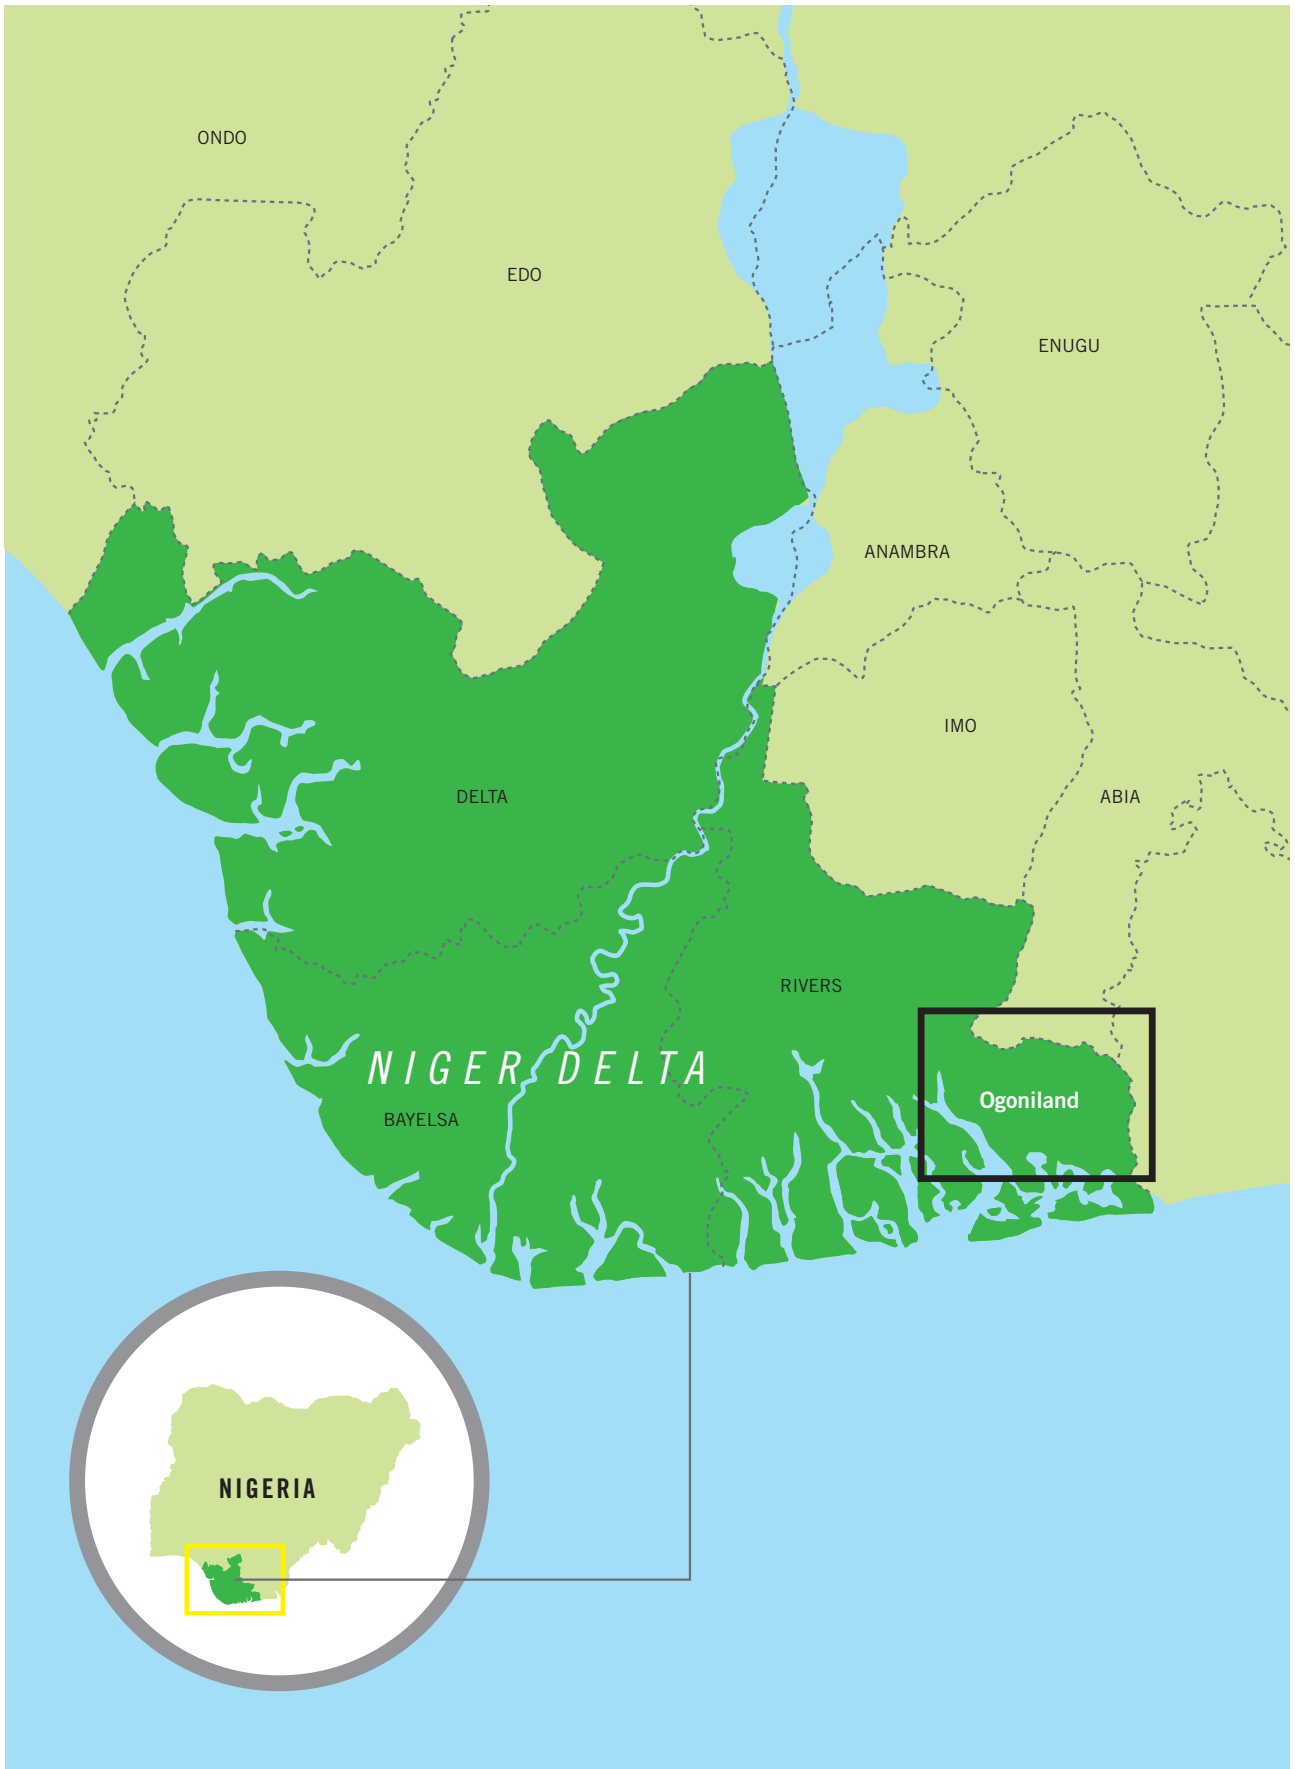 ONDO
EDO
ENUGU
ANAMBRA
IMO
DELTA
ABIA
RIVERS
NIGER DELTA
Ogoniland
BAYELSA
NIGERIA